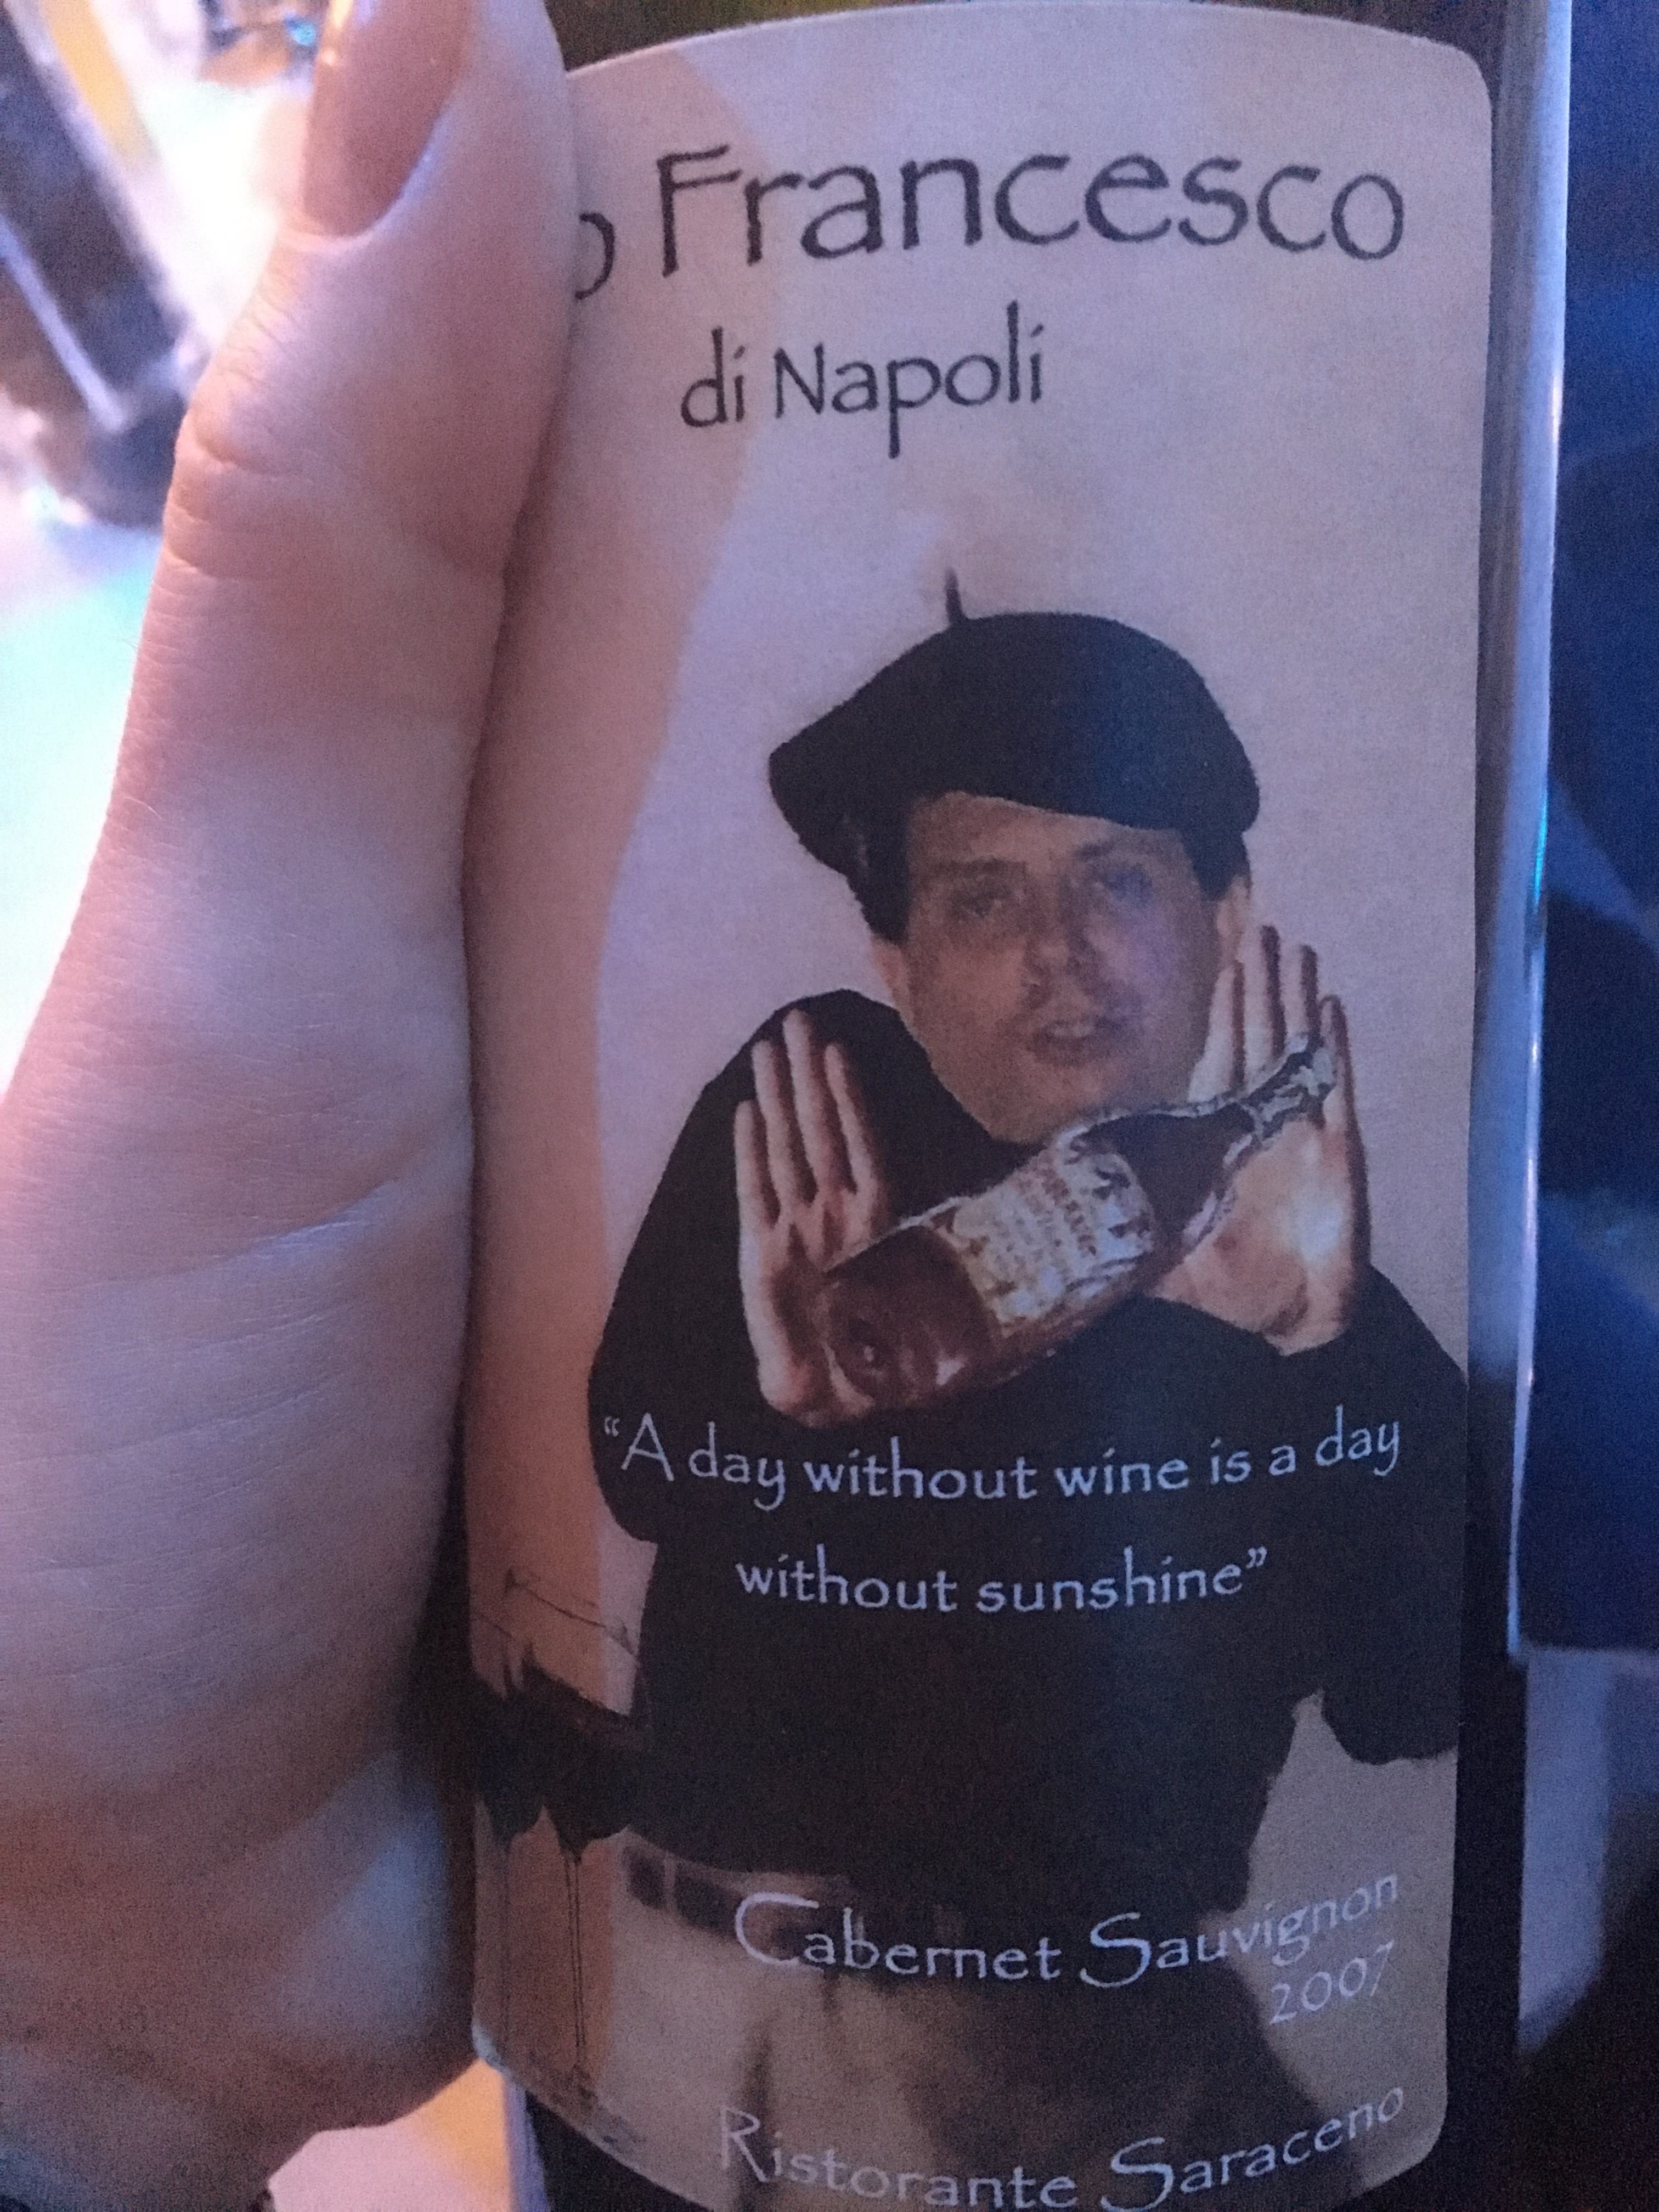 o Francesco
di Napoli
“A day without wine is a day
without sunshine”
Cabernet Sauvignon
2007
Ristorante Saraceno